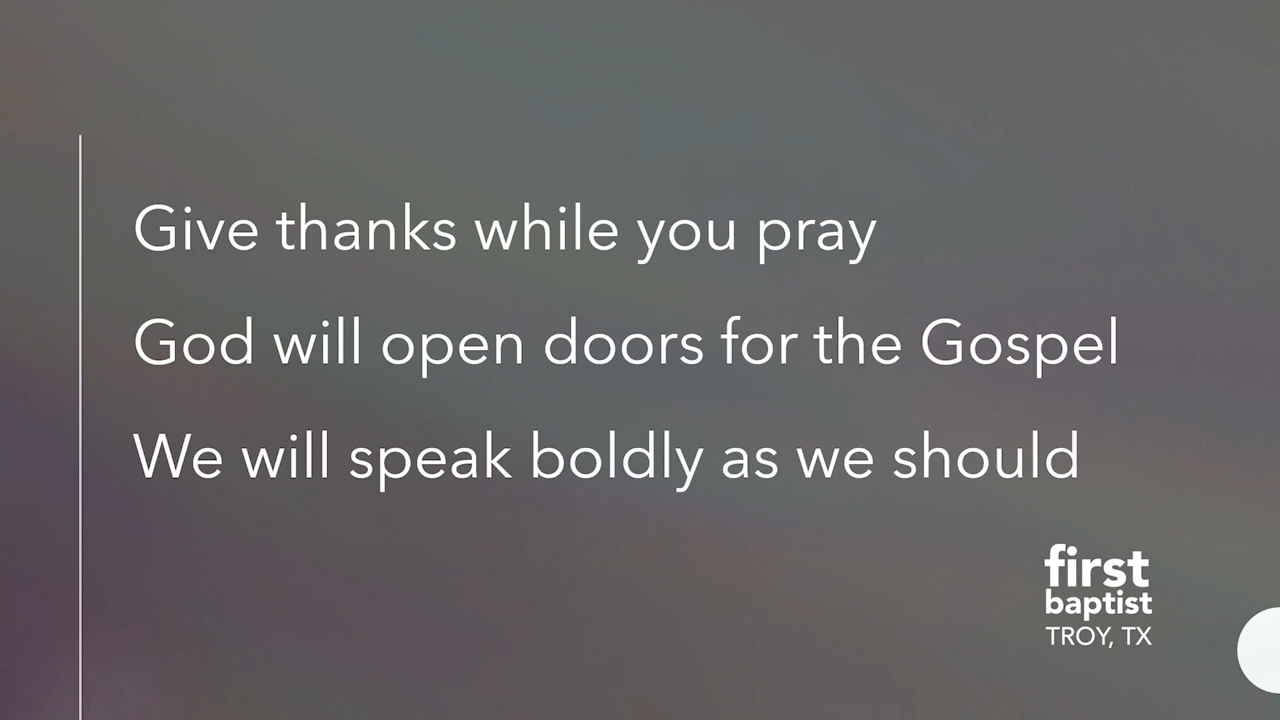 Give thanks while you pray
God will open doors for the Gospel
We will speak boldly as we should
first
baptist
TROY, TX